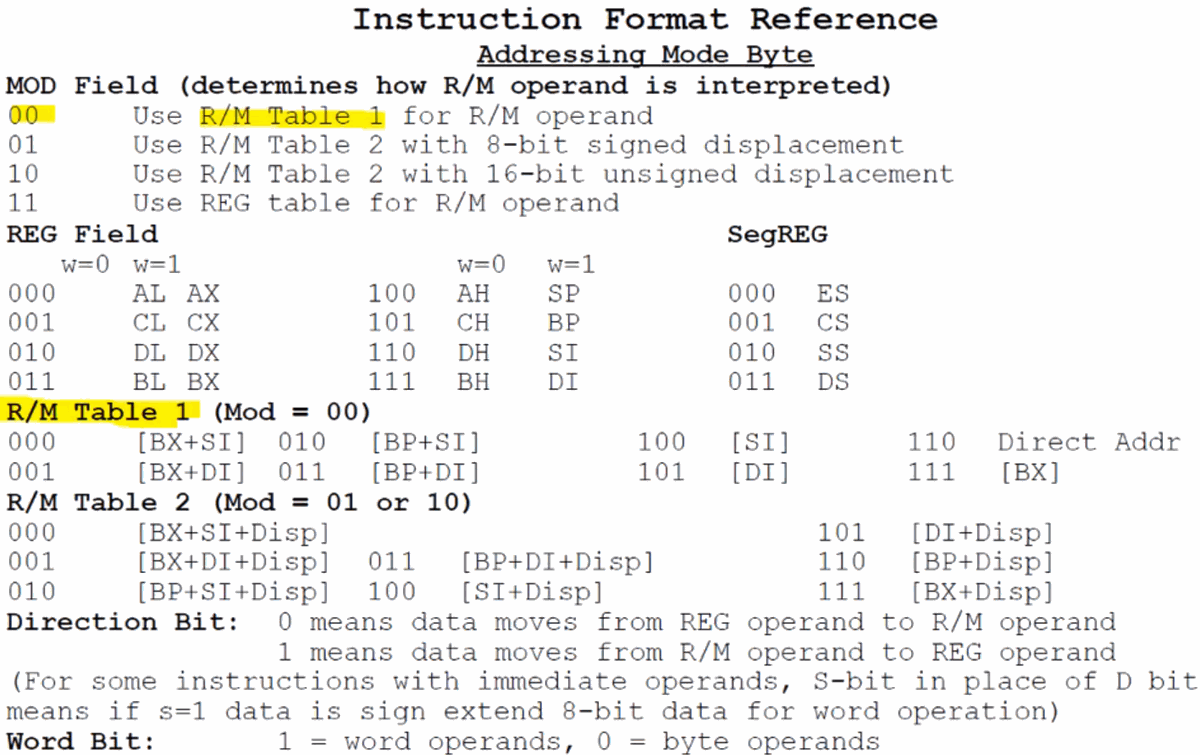 Instruction Format Reference
Addressing Mode Byte
MOD Field (determines how R/M operand is interpreted)
00 Use R/M Table 1 for R/M operand
01 Use R/M Table 2 with 8-bit signed displacement
10 Use R/M Table 2 with 16-bit unsigned displacement
11 Use REG table for R/M operand
REG Field SegREG
w=0 w=1 w=0 w=1
000 AL AX 100 AH SP 000 ES
001 CL CX 101 CH BP 001 CS
010 DL DX 110 DH SI 010 SS
011 BL BX 111 BH DI 011 DS
R/M Table 1 (Mod = 00)
000 [BX+SI] 010 [BP+SI] 100 [SI] 110 Direct Addr
001 [BX+DI] 011 [BP+DI] 101 [DI] 111 [BX]
R/M Table 2 (Mod = 01 or 10)
000 [BX+SI+Disp] 101 [DI+Disp]
001 [BX+DI+Disp] 011 [BP+DI+Disp] 110 [BP+Disp]
010 [BP+SI+Disp] 100 [SI+Disp] 111 [BX+Disp]
Direction Bit: 0 means data moves from REG operand to R/M operand
1 means data moves from R/M operand to REG operand
(For some instructions with immediate operands, S-bit in place of D bit
means if s=1 data is sign extend 8-bit data for word operation)
Word Bit: 1 = word operands, 0 = byte operands